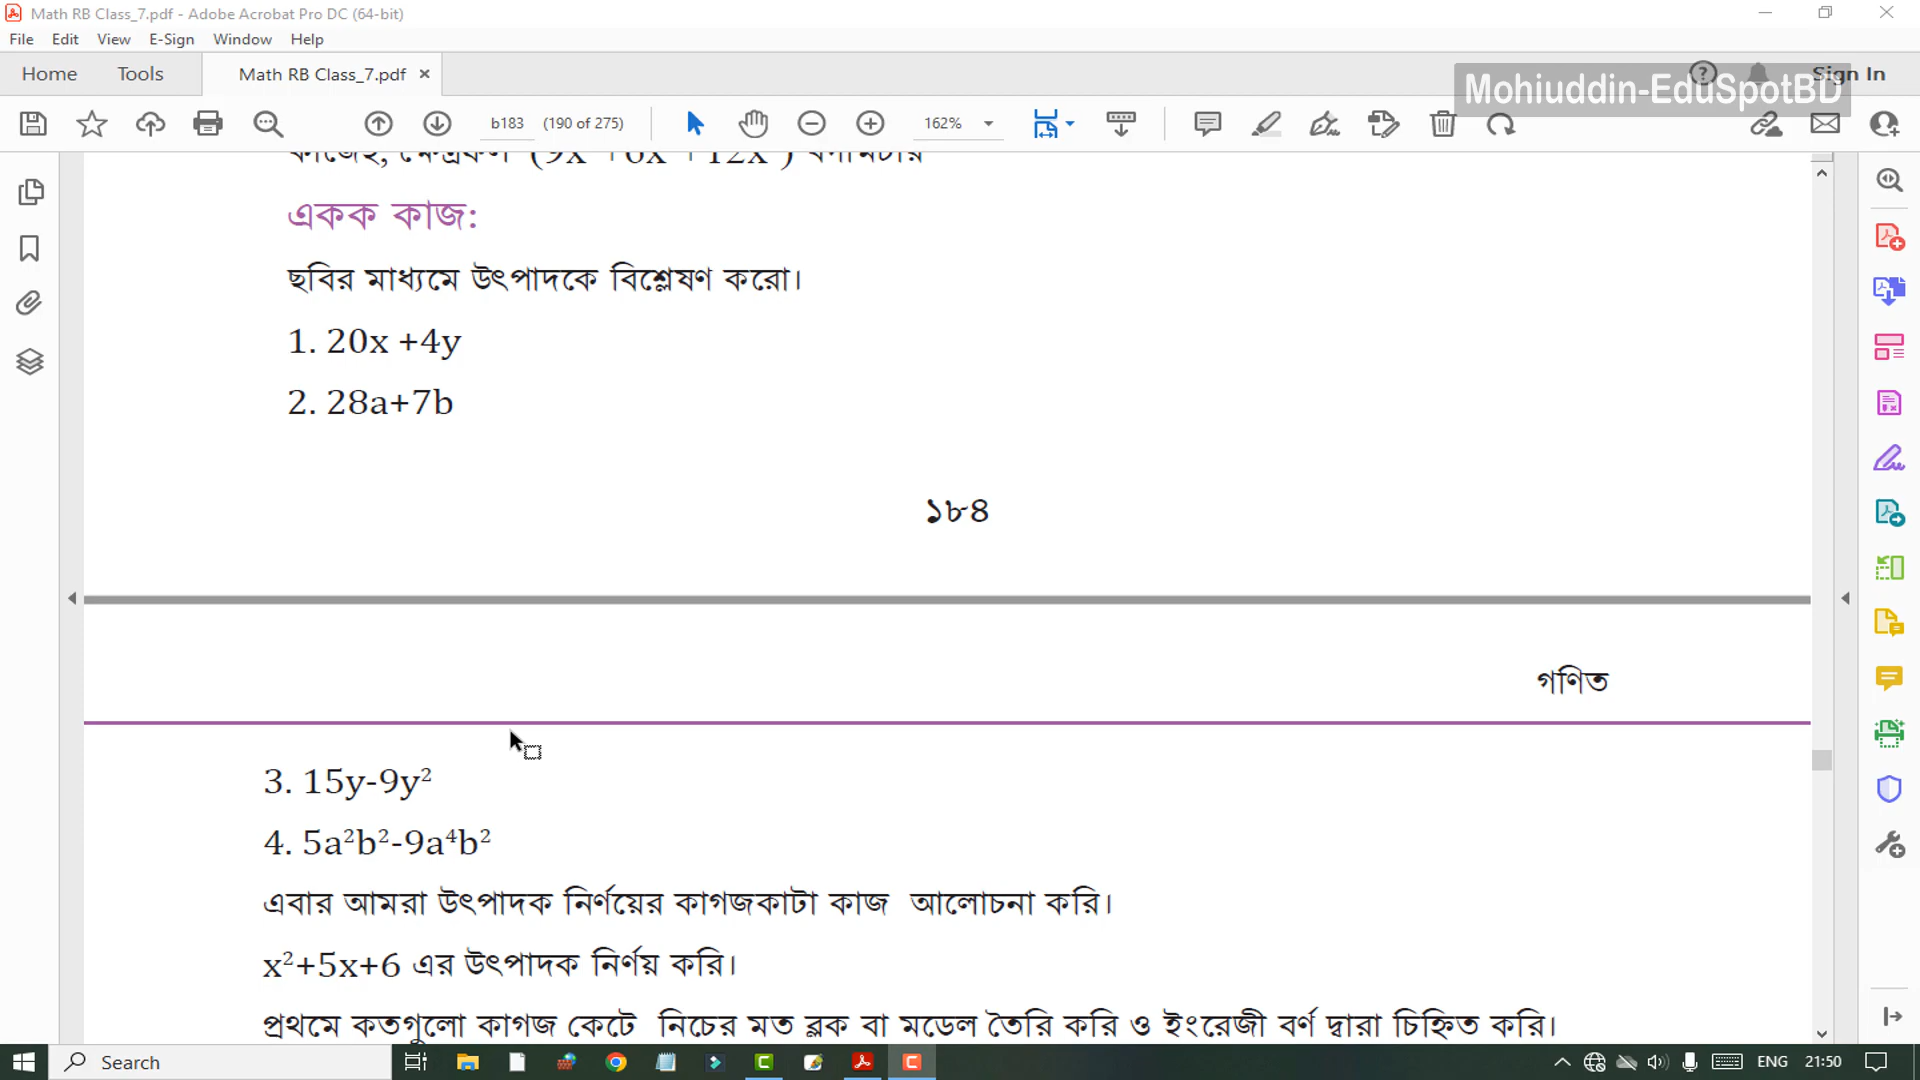 Math RB Class_7.pdf - Adobe Acrobat Pro DC (64-bit)
File Edit View E-Sign Window Help
Home Tools Math RB Class_7.pdf × Sign In
Mohiuddin-EduSpotBD
b183 (190 of 275) 162%
কাজেই, ক্ষেত্রফল
একক কাজ:
ছবির মাধ্যমে উৎপাদকে বিশ্লেষণ করো।
1. 20x +4y
2. 28a+7b
১৮৪
গণিত
3. 15y-9y²
4. 5a²b²-9a⁴b²
এবার আমরা উৎপাদক নির্ণয়ের কাগজকাটা কাজ আলোচনা করি।
x²+5x+6 এর উৎপাদক নির্ণয় করি।
প্রথমে কতগুলো কাগজ কেটে নিচের মত ব্লক বা মডেল তৈরি করি ও ইংরেজী বর্ণ দ্বারা চিহ্নিত করি।
Search ENG 21:50